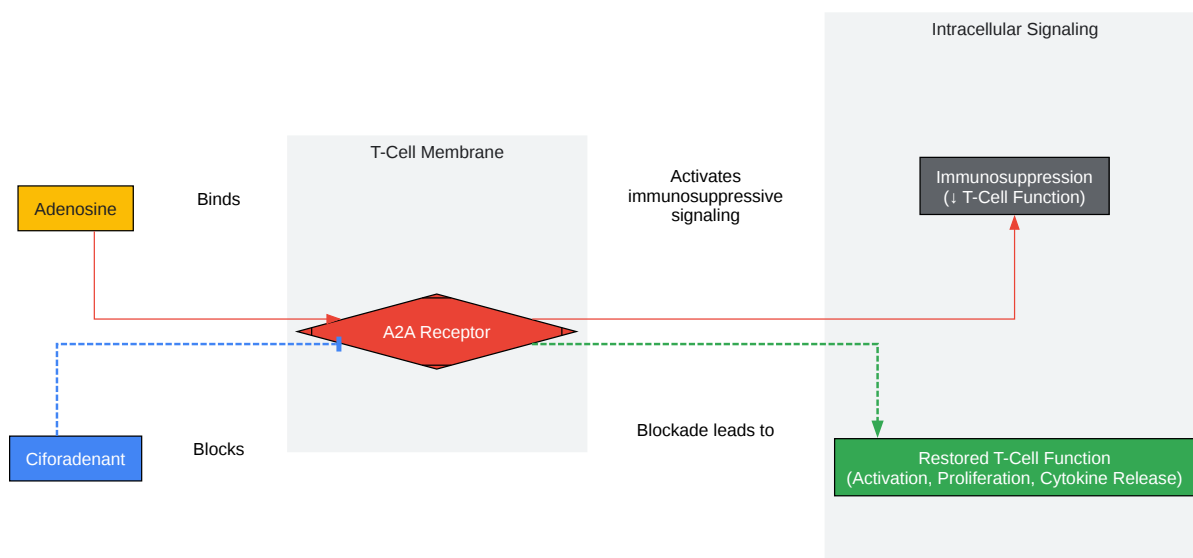 Intracellular Signaling
T-Cell Membrane
Adenosine
Binds
Activates
immunosuppressive
signaling
Immunosuppression
(↓ T-Cell Function)
A2A Receptor
Ciforadenant
Blocks
Blockade leads to
Restored T-Cell Function
(Activation, Proliferation, Cytokine Release)